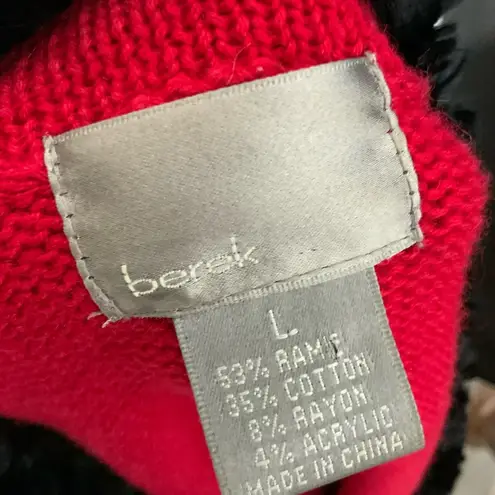 berek
L
53% RAMIE
35% COTTON
8% RAYON
4% ACRYLIC
MADE IN CHINA